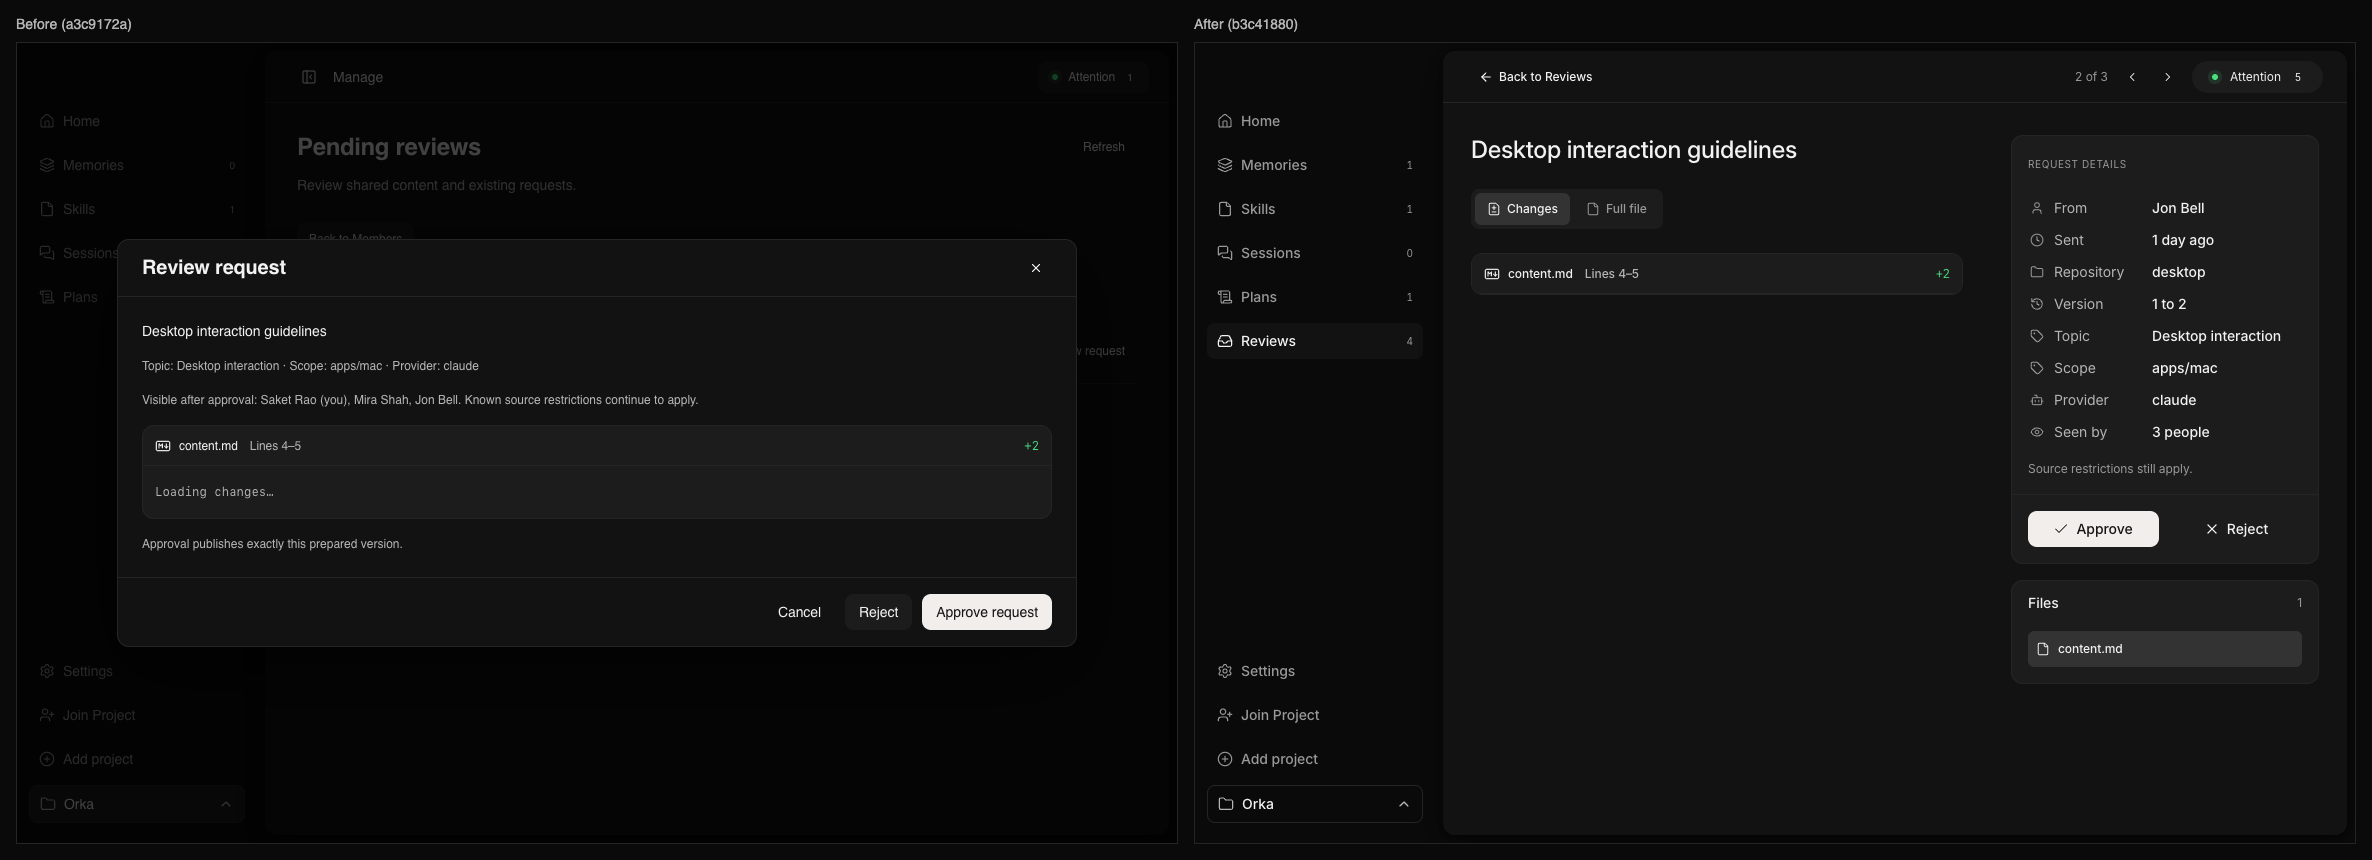 Before (a3c9172a)
Manage
Attention 1
Home
Memories 0
Skills 1
Sessions
Plans
Pending reviews
Refresh
Review shared content and existing requests.
Back to Members
w request
Review request
Desktop interaction guidelines
Topic: Desktop interaction · Scope: apps/mac · Provider: claude
Visible after approval: Saket Rao (you), Mira Shah, Jon Bell. Known source restrictions continue to apply.
content.md Lines 4–5 +2
Loading changes…
Approval publishes exactly this prepared version.
Cancel Reject Approve request
Settings
Join Project
Add project
Orka
After (b3c41880)
Back to Reviews
2 of 3
Attention 5
Home
Memories 1
Skills 1
Sessions 0
Plans 1
Reviews 4
Settings
Join Project
Add project
Orka
Desktop interaction guidelines
Changes Full file
content.md Lines 4–5 +2
REQUEST DETAILS
From Jon Bell
Sent 1 day ago
Repository desktop
Version 1 to 2
Topic Desktop interaction
Scope apps/mac
Provider claude
Seen by 3 people
Source restrictions still apply.
Approve Reject
Files 1
content.md